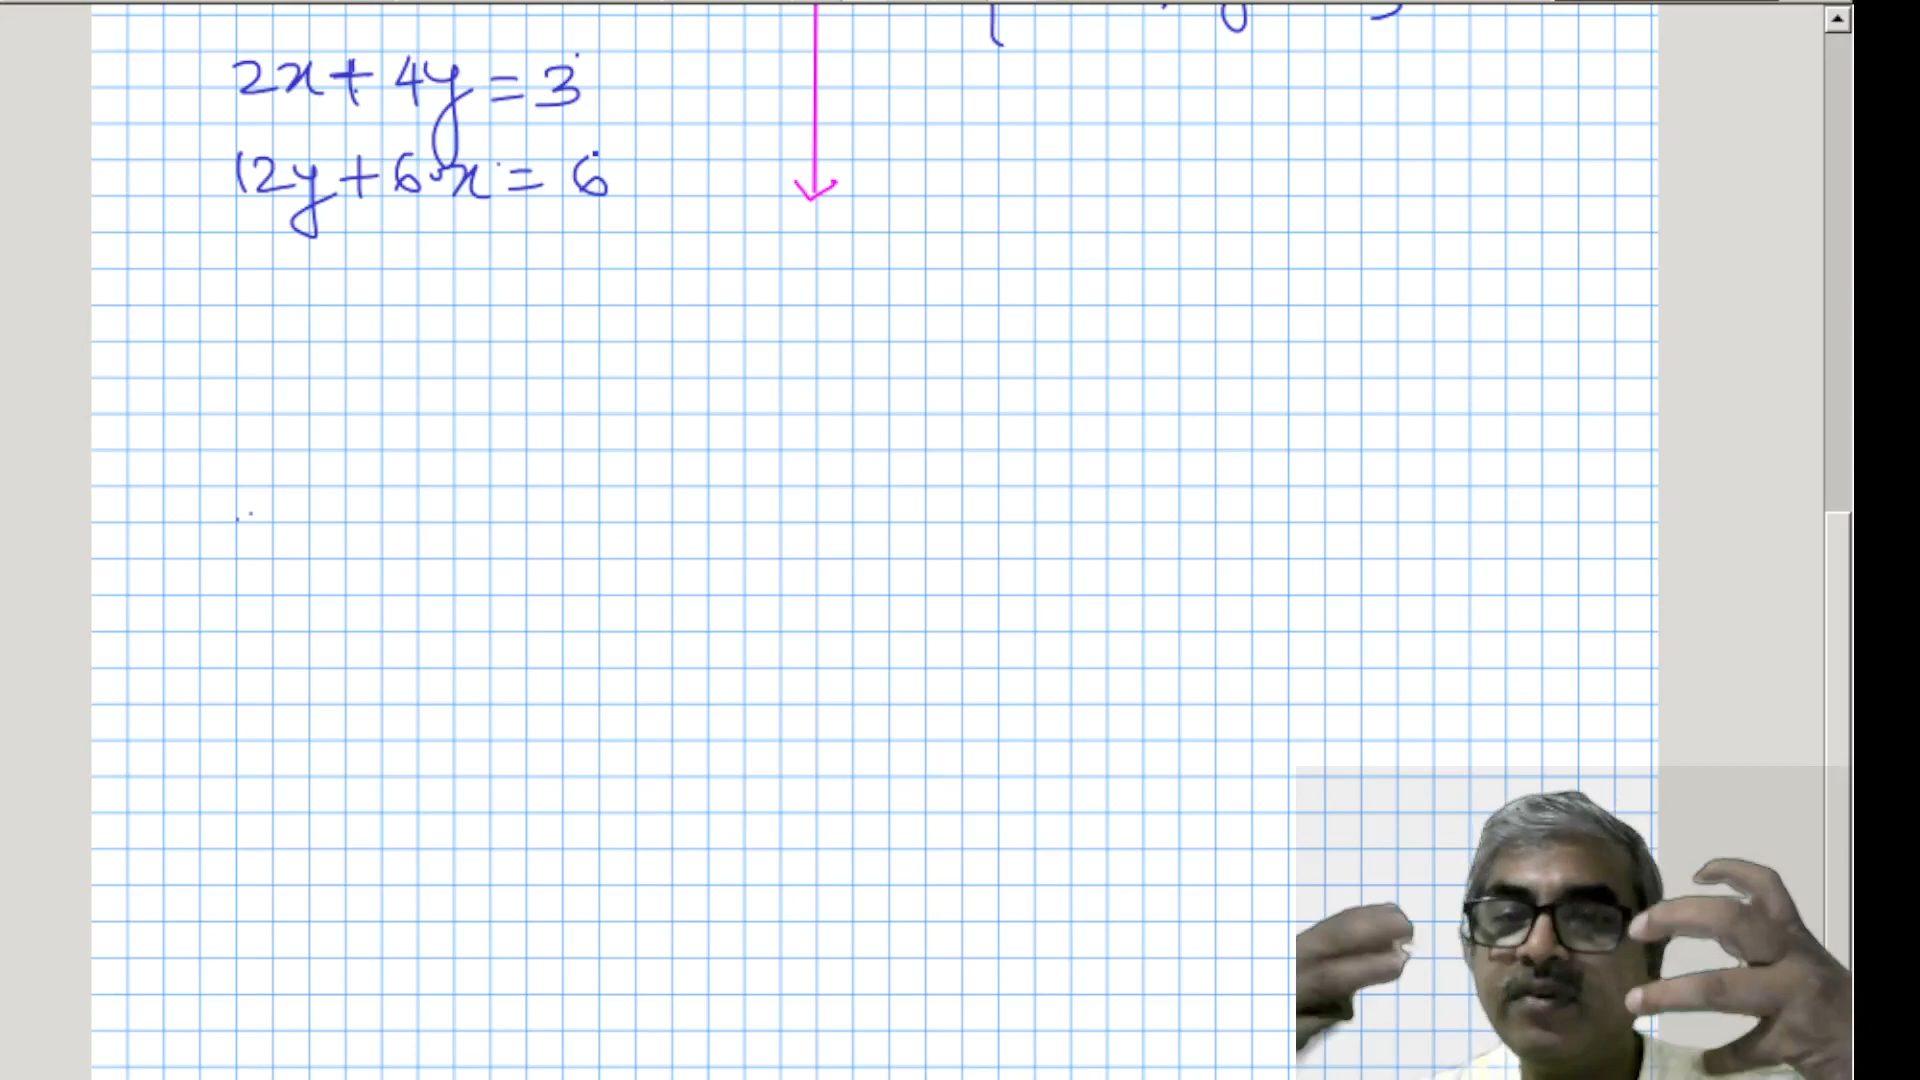 2x + 4y = 3
12y + 6x = 6